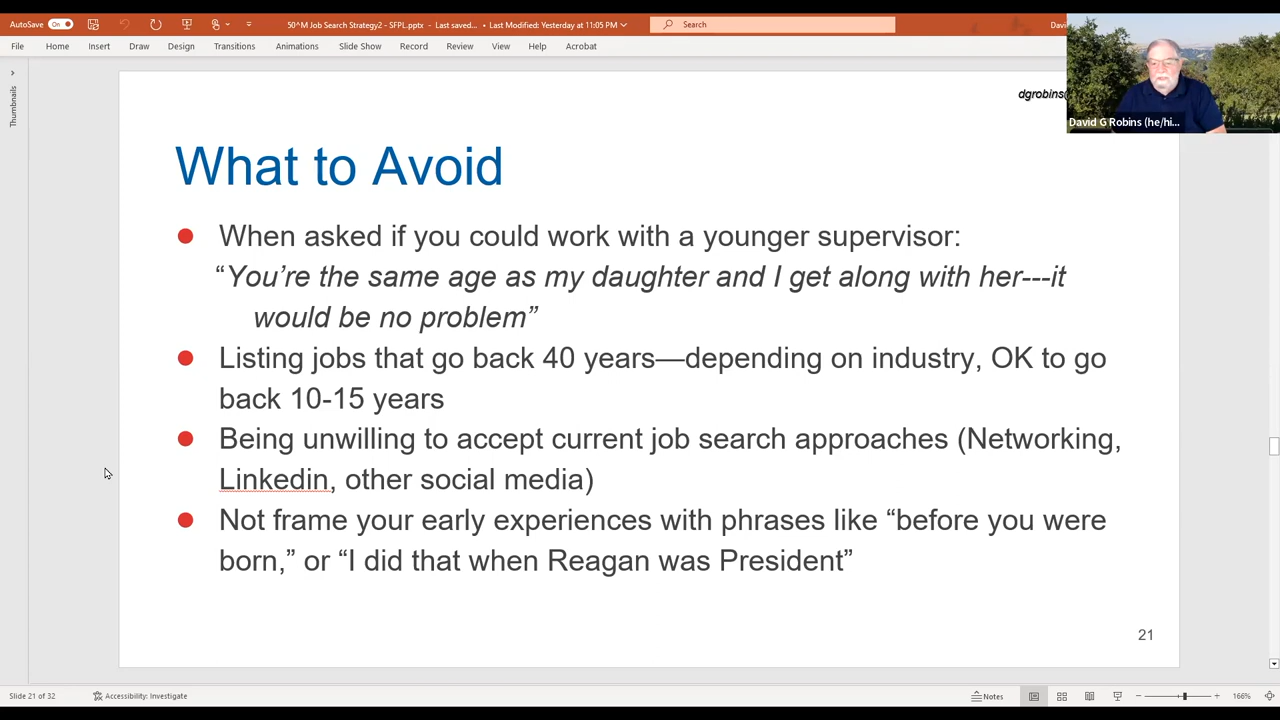 AutoSave On 50^M Job Search Strategy2 - SFPL.pptx - Last saved... • Last Modified: Yesterday at 11:05 PM Search Davi
File Home Insert Draw Design Transitions Animations Slide Show Record Review View Help Acrobat
Thumbnails
dgrobins@
David G Robins (he/hi...
What to Avoid
When asked if you could work with a younger supervisor:
“You’re the same age as my daughter and I get along with her---it
would be no problem”
Listing jobs that go back 40 years—depending on industry, OK to go
back 10-15 years
Being unwilling to accept current job search approaches (Networking,
Linkedin, other social media)
Not frame your early experiences with phrases like “before you were
born,” or “I did that when Reagan was President”
21
Slide 21 of 32 Accessibility: Investigate Notes 166%